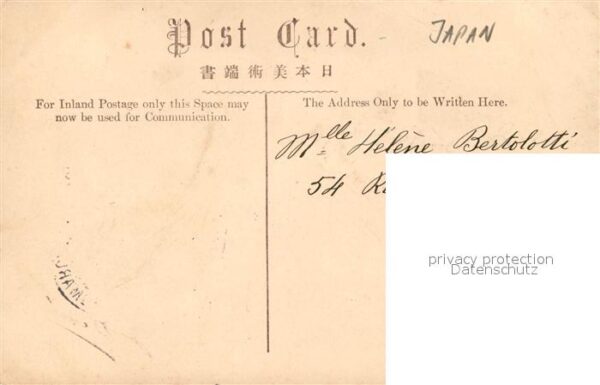 Post Card.
JAPAN
書端術美本日
For Inland Postage only this Space may
now be used for Communication.
The Address Only to be Written Here.
Mlle Hélène Bertolotti
54
privacy protection
Datenschutz